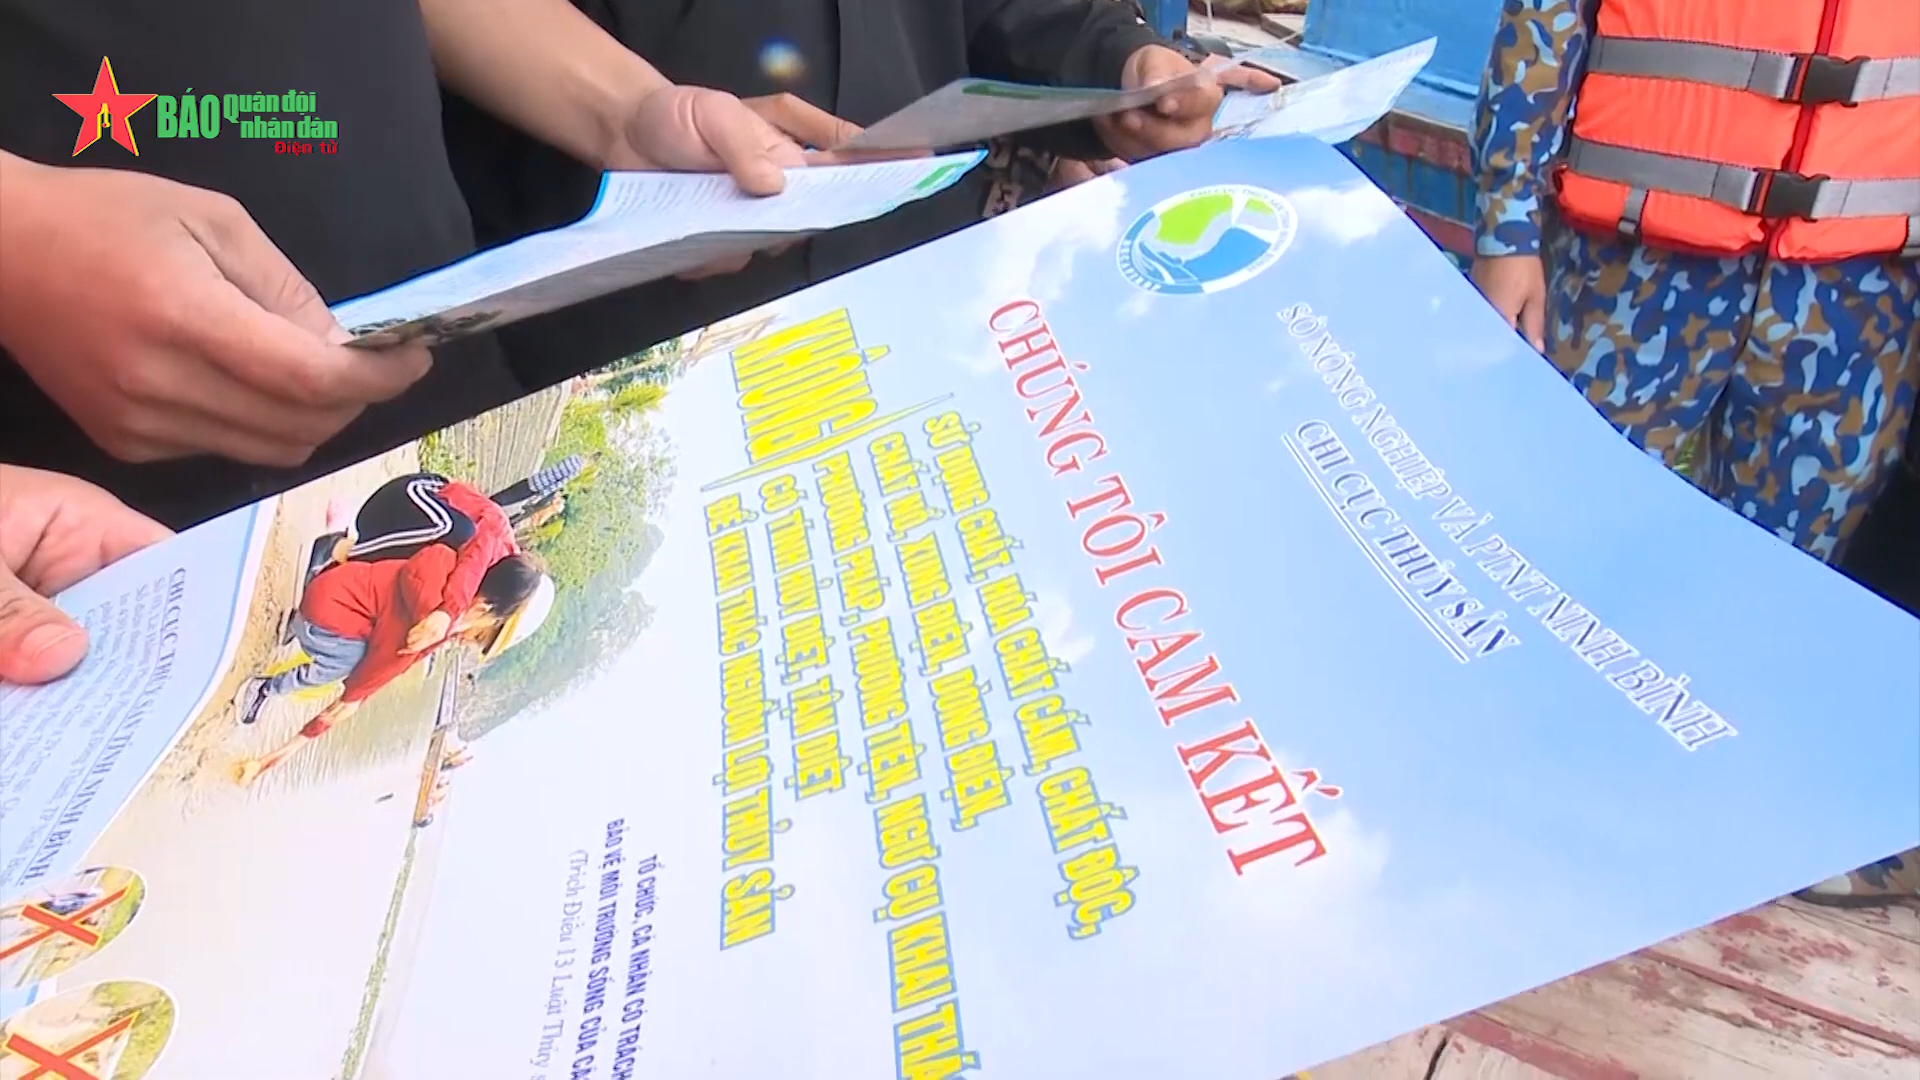 BÁO Quân đội
nhân dân
Điện tử
SỞ NÔNG NGHIỆP VÀ PTNT NINH BÌNH
CHI CỤC THỦY SẢN
CHÚNG TÔI CAM KẾT
KHÔNG
SỬ DỤNG CHẤT, HÓA CHẤT CẤM, CHẤT ĐỘC,
CHẤT NỔ, XUNG ĐIỆN, DÒNG ĐIỆN,
PHƯƠNG PHÁP, PHƯƠNG TIỆN, NGƯ CỤ KHAI THÁ
CÓ TÍNH HỦY DIỆT, TẬN DIỆT
ĐỂ KHAI THÁC NGUỒN LỢI THỦY SẢN
TỔ CHỨC, CÁ NHÂN CÓ TRÁCH
BẢO VỆ MÔI TRƯỜNG SỐNG CỦA CÁ
(Trích Điều 13 Luật Thủy s
CHI CỤC THỦY SẢN TỈNH NINH BÌNH